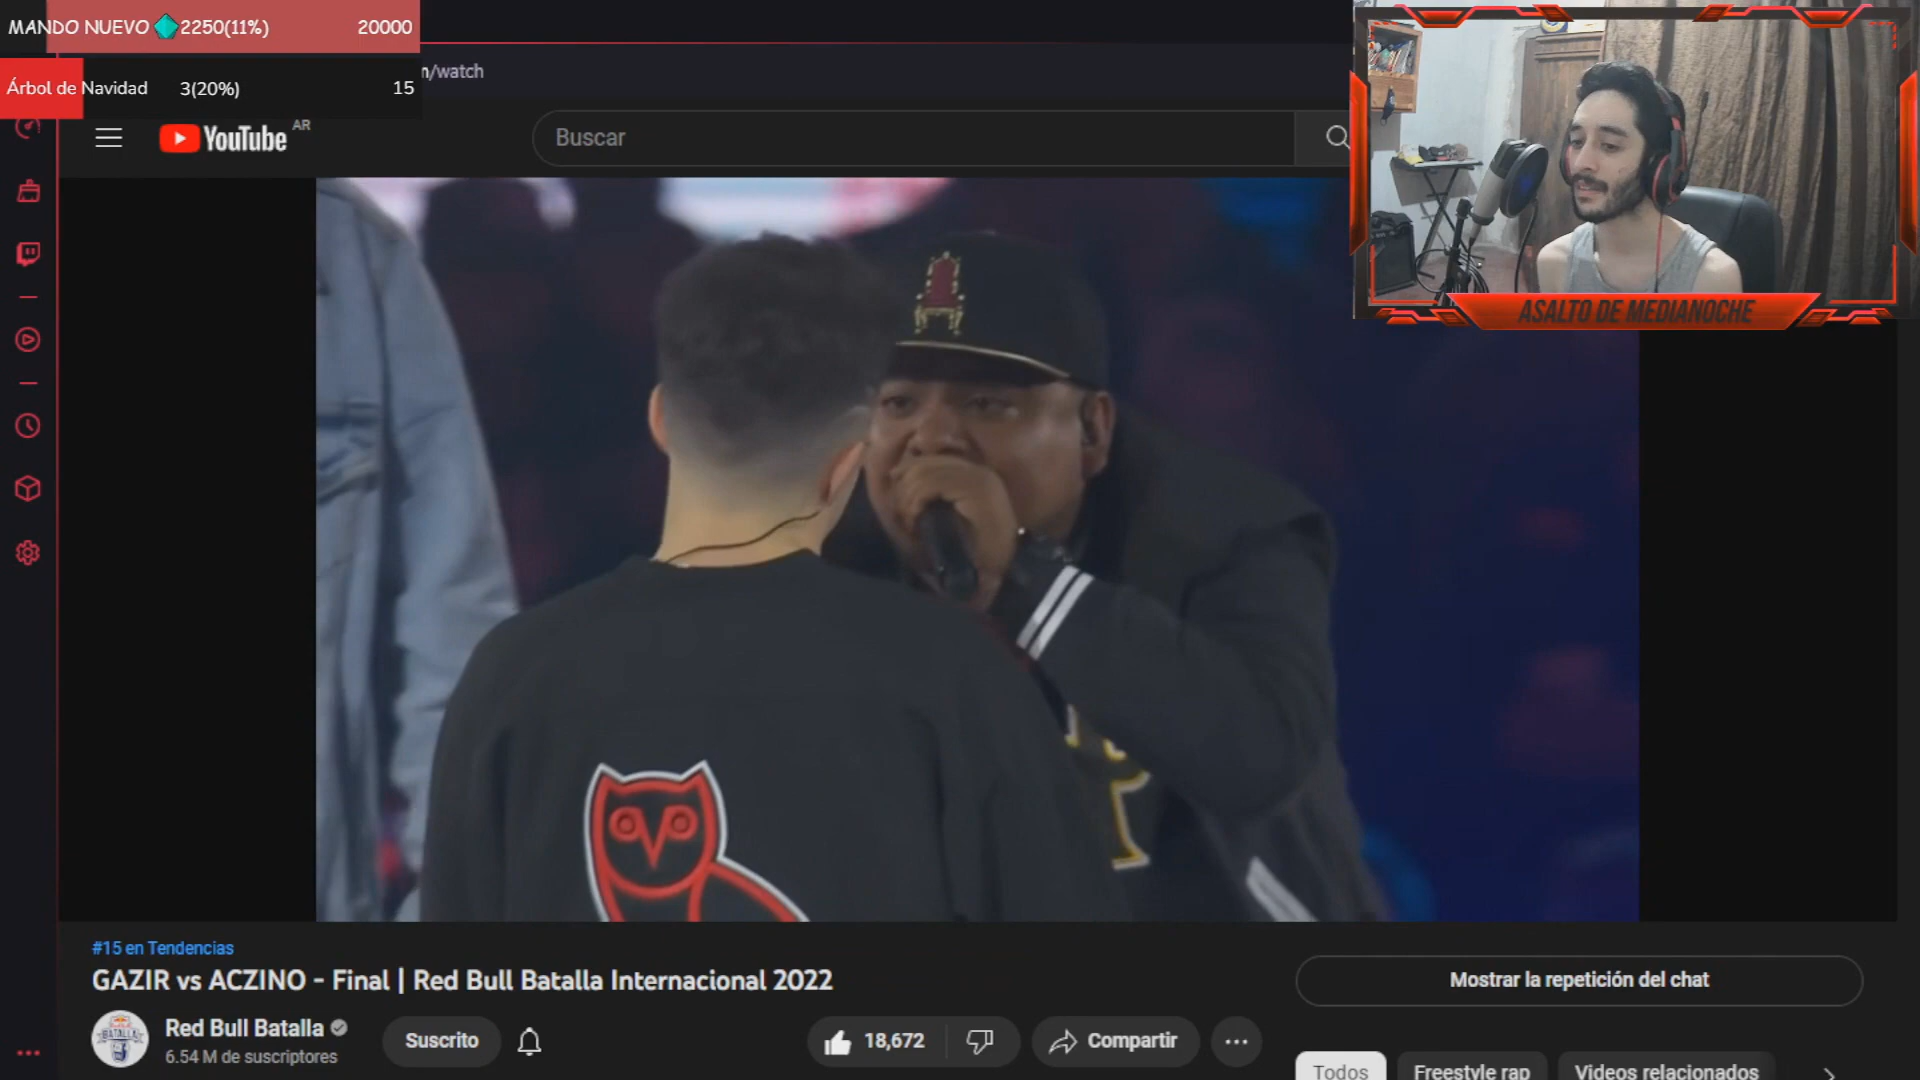 MANDO NUEVO 2250(11%) 20000
Árbol de Navidad 3(20%) 15
n/watch
YouTube AR
Buscar
ASALTO DE MEDIANOCHE
#15 en Tendencias
GAZIR vs ACZINO - Final | Red Bull Batalla Internacional 2022
Mostrar la repetición del chat
BATALLA
Red Bull Batalla
6.54 M de suscriptores
Suscrito
18,672
Compartir
Todos
Freestyle rap
Videos relacionados